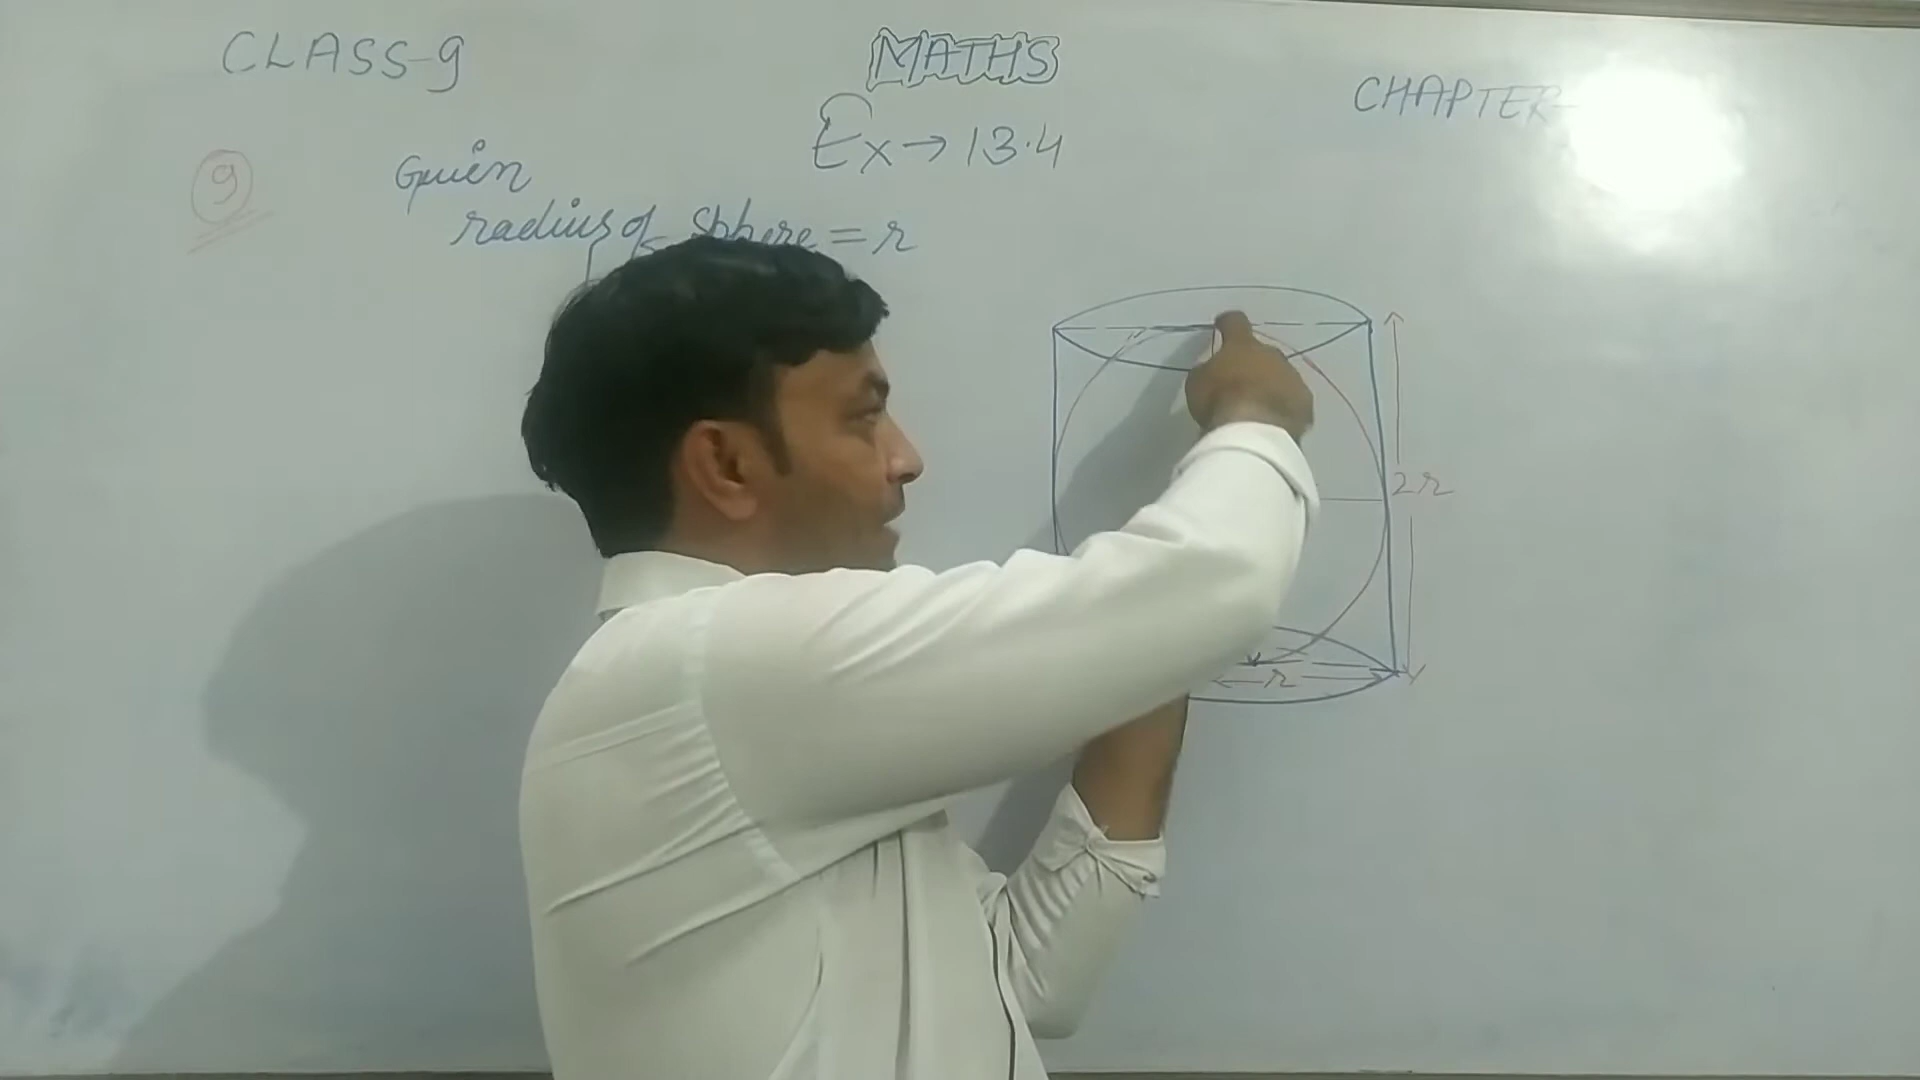 CLASS-9
MATHS
CHAPTER-
Ex→13.4
9
Given
radius of sphere = r
2r
r